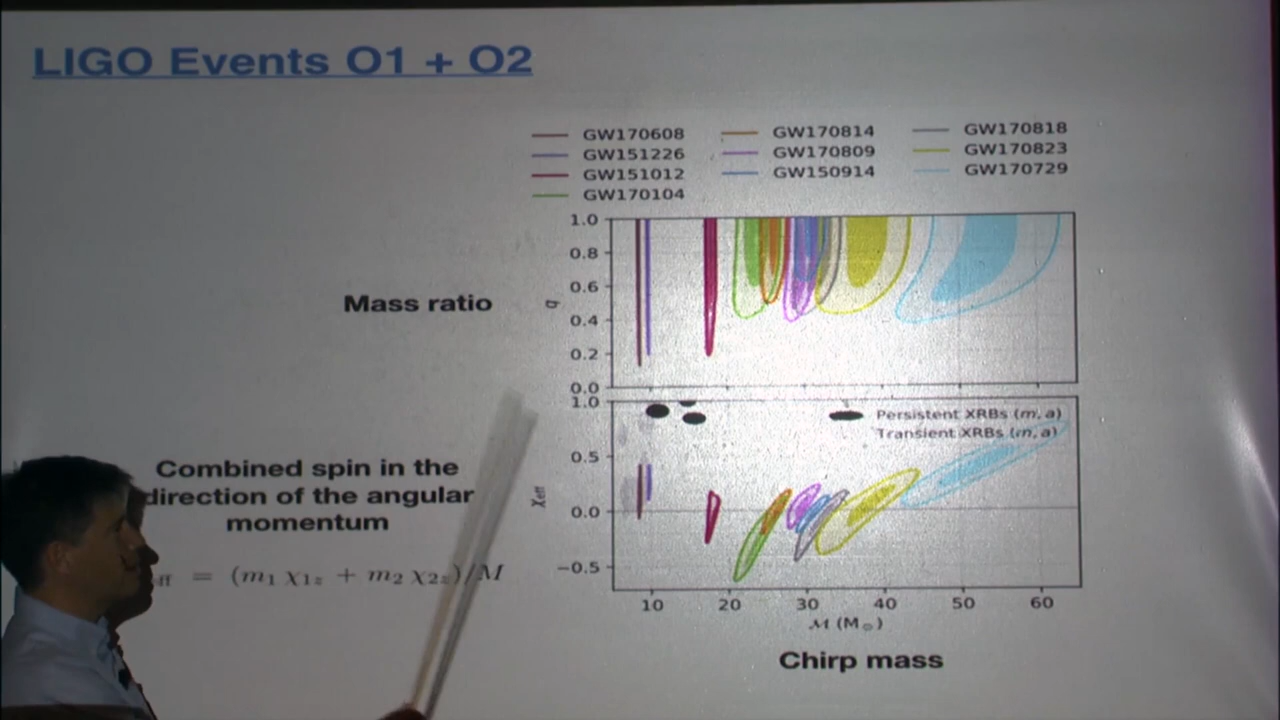 LIGO Events O1 + O2
GW170608
GW151226
GW151012
GW170104
GW170814
GW170809
GW150914
GW170818
GW170823
GW170729
Mass ratio
q
1.0
0.8
0.6
0.4
0.2
0.0
Combined spin in the
direction of the angular
momentum
eff = (m₁ χ₁z + m₂ χ₂z)/M
χeff
1.0
0.5
0.0
−0.5
Persistent XRBs (m, a)
Transient XRBs (m, a)
10 20 30 40 50 60
ℳ (M⊙)
Chirp mass